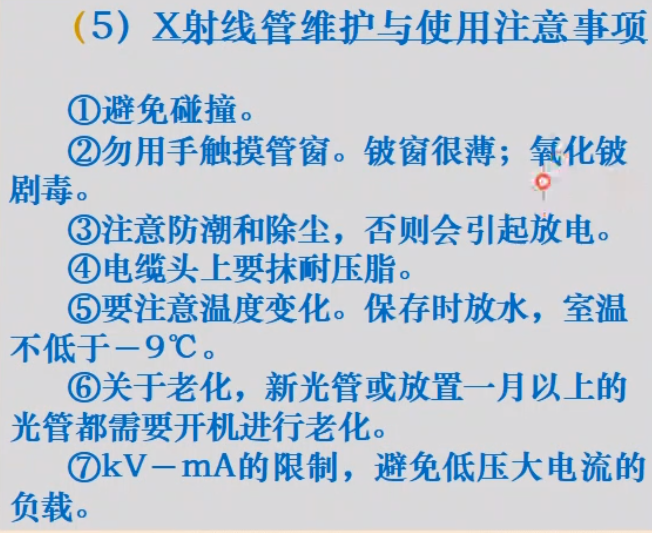 （5）X射线管维护与使用注意事项
①避免碰撞。
②勿用手触摸管窗。铍窗很薄；氧化铍
剧毒。
③注意防潮和除尘，否则会引起放电。
④电缆头上要抹耐压脂。
⑤要注意温度变化。保存时放水，室温
不低于－9℃。
⑥关于老化，新光管或放置一月以上的
光管都需要开机进行老化。
⑦kV－mA的限制，避免低压大电流的
负载。